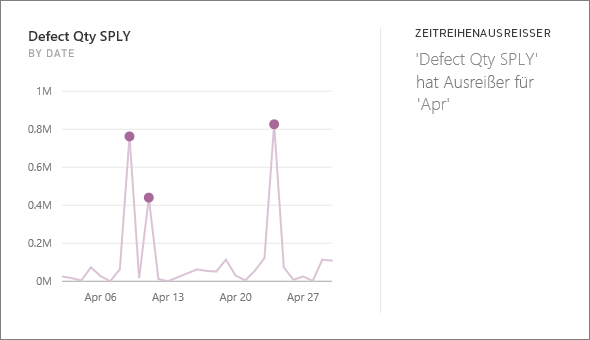 Defect Qty SPLY
BY DATE
1M
0.8M
0.6M
0.4M
0.2M
0M
Apr 06 Apr 13 Apr 20 Apr 27
ZEITREIHENAUSREISSER
'Defect Qty SPLY'
hat Ausreißer für
'Apr'